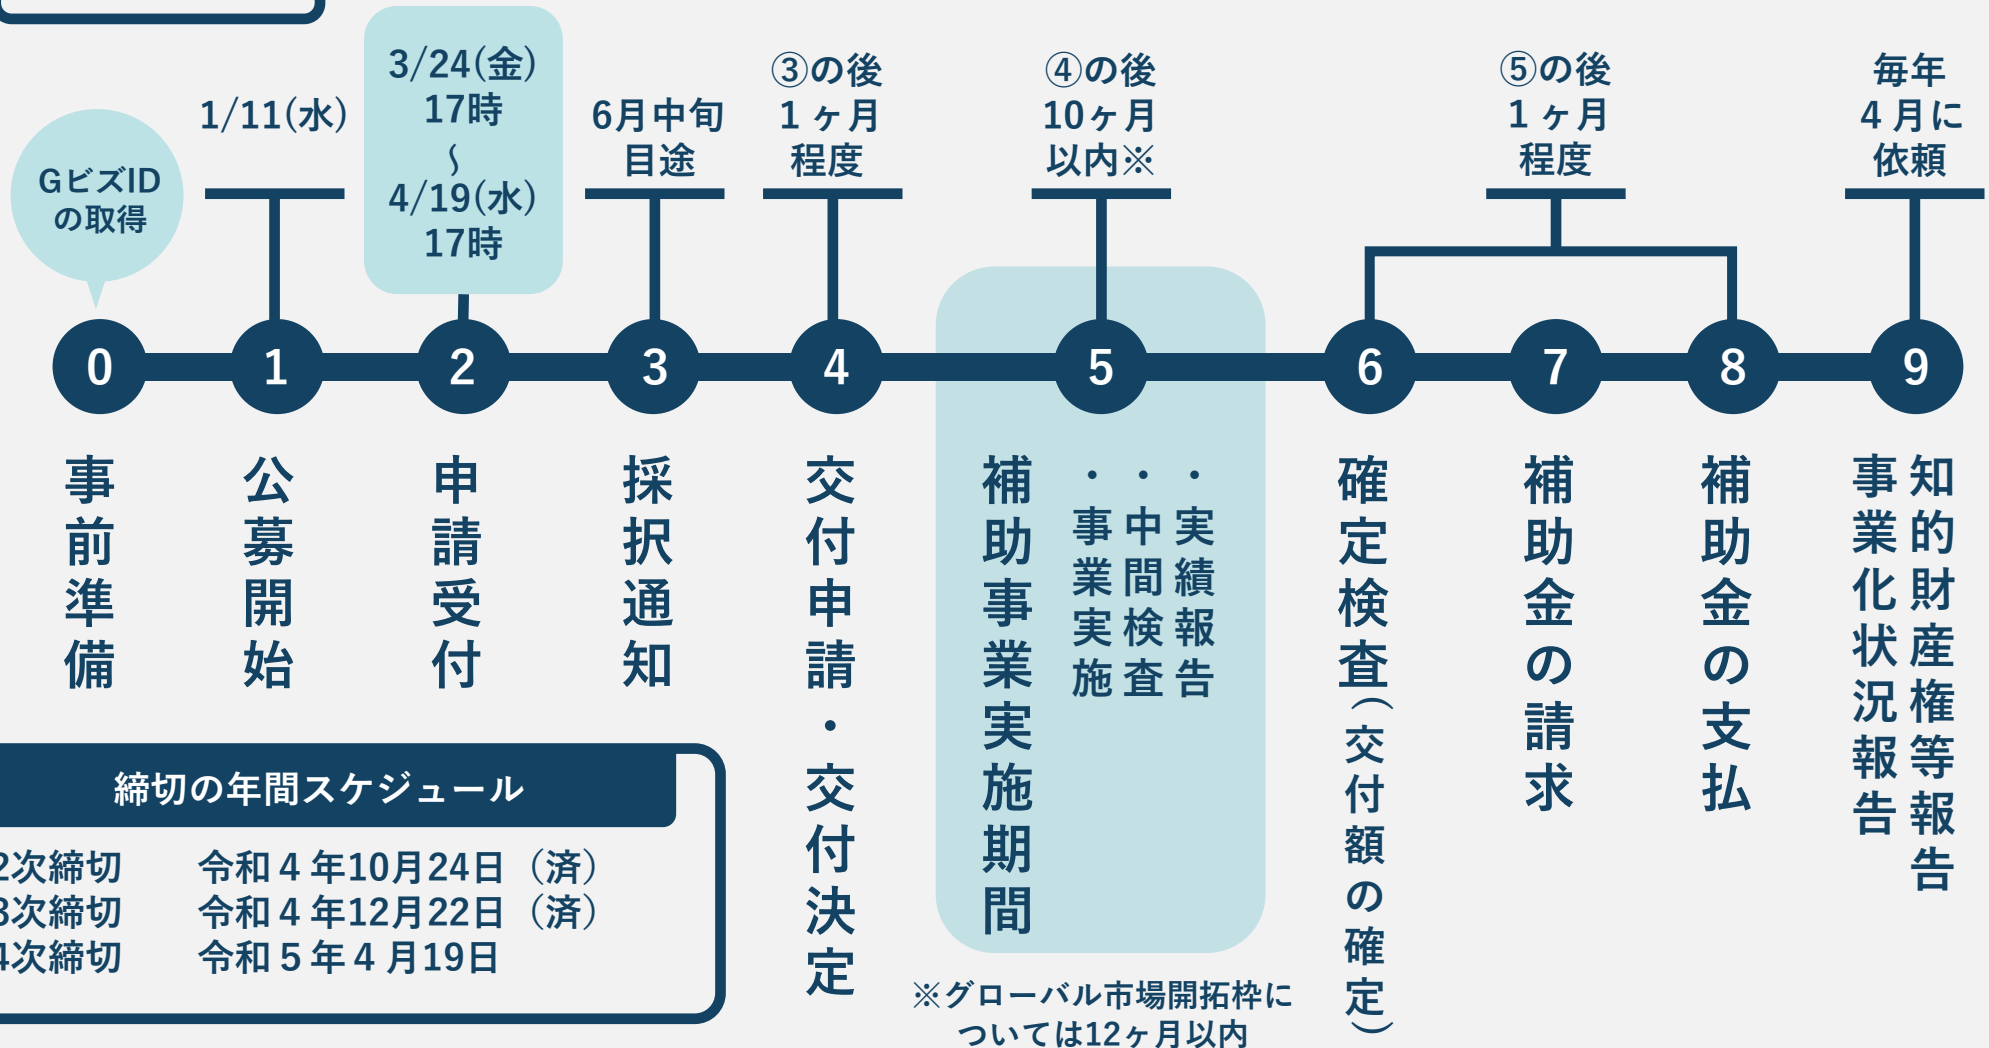 GビズID
の取得
1/11(水)
3/24(金)
17時
~
4/19(水)
17時
6月中旬
目途
③の後
1ヶ月
程度
④の後
10ヶ月
以内※
⑤の後
1ヶ月
程度
毎年
4月に
依頼
0
1
2
3
4
5
6
7
8
9
事前準備
公募開始
申請受付
採択通知
交付申請・交付決定
補助事業実施期間
・事業実施
・中間検査
・実績報告
確定検査(交付額の確定)
補助金の請求
補助金の支払
知的財産権等報告
事業化状況報告
※グローバル市場開拓枠に
ついては12ヶ月以内
締切の年間スケジュール
2次締切 令和4年10月24日(済)
3次締切 令和4年12月22日(済)
4次締切 令和5年4月19日